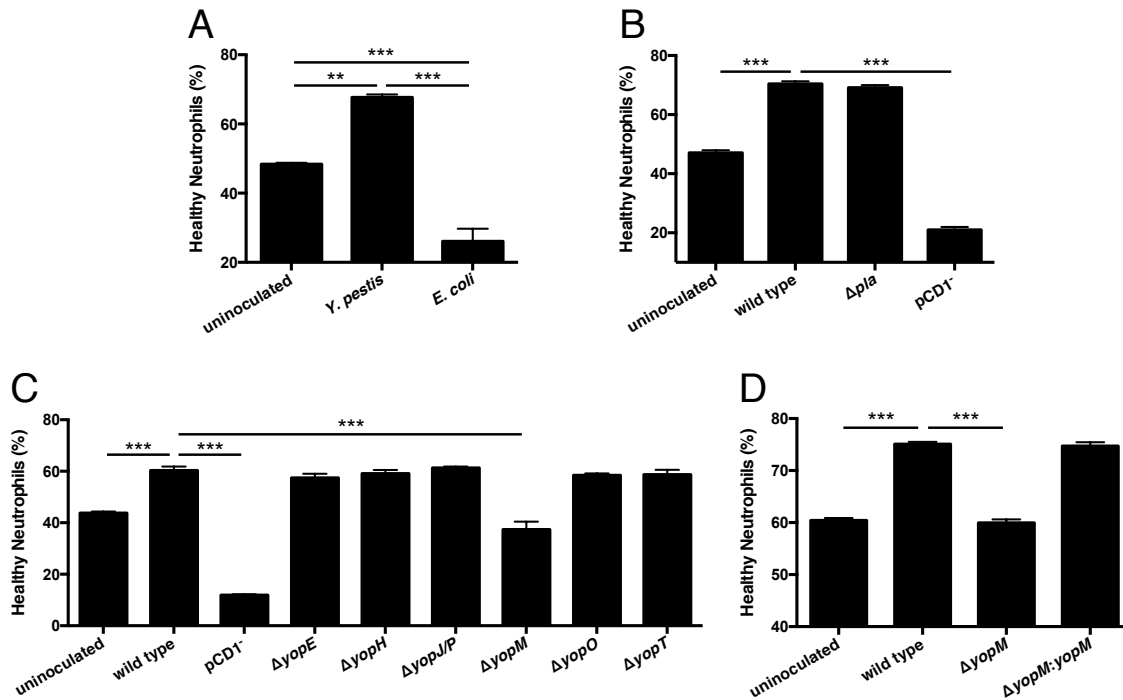 A
Healthy Neutrophils (%)
80
60
40
20
***
** ***
uninoculated
Y. pestis
E. coli
B
Healthy Neutrophils (%)
80
60
40
20
*** ***
uninoculated
wild type
Δpla
pCD1-
C
Healthy Neutrophils (%)
80
60
40
20
0
***
*** ***
uninoculated
wild type
pCD1-
ΔyopE
ΔyopH
ΔyopJ/P
ΔyopM
ΔyopO
ΔyopT
D
Healthy Neutrophils (%)
80
70
60
50
40
*** ***
uninoculated
wild type
ΔyopM
ΔyopM:yopM